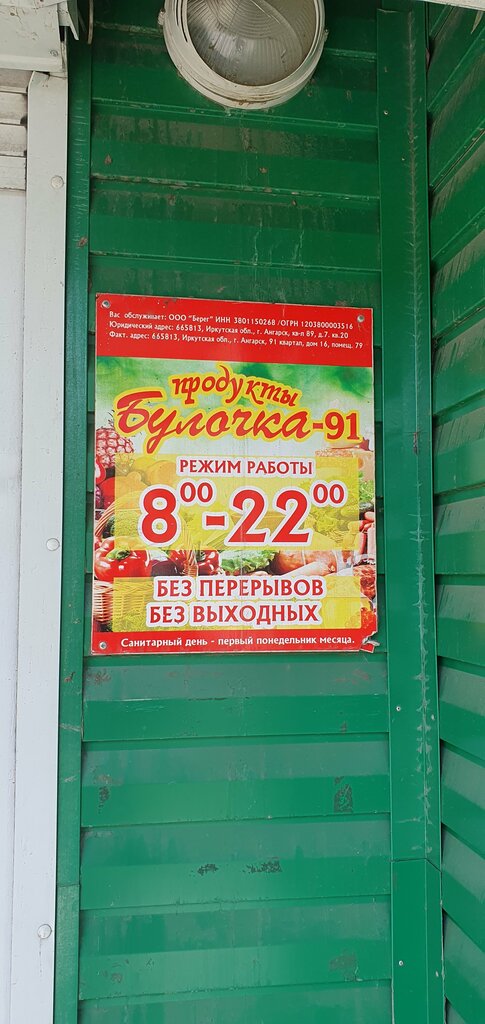 Вас обслуживает: ООО "Берег" ИНН 3801150268 /ОГРН 1203800003516
Юридический адрес: 665813, Иркутская обл., г. Ангарск, кв-л 89, д.7. кв.20
Факт. адрес: 665813, Иркутская обл., г. Ангарск, 91 квартал, дом 16, помещ. 79
продукты
Булочка-91
РЕЖИМ РАБОТЫ
8⁰⁰-22⁰⁰
БЕЗ ПЕРЕРЫВОВ
БЕЗ ВЫХОДНЫХ
Санитарный день - первый понедельник месяца.